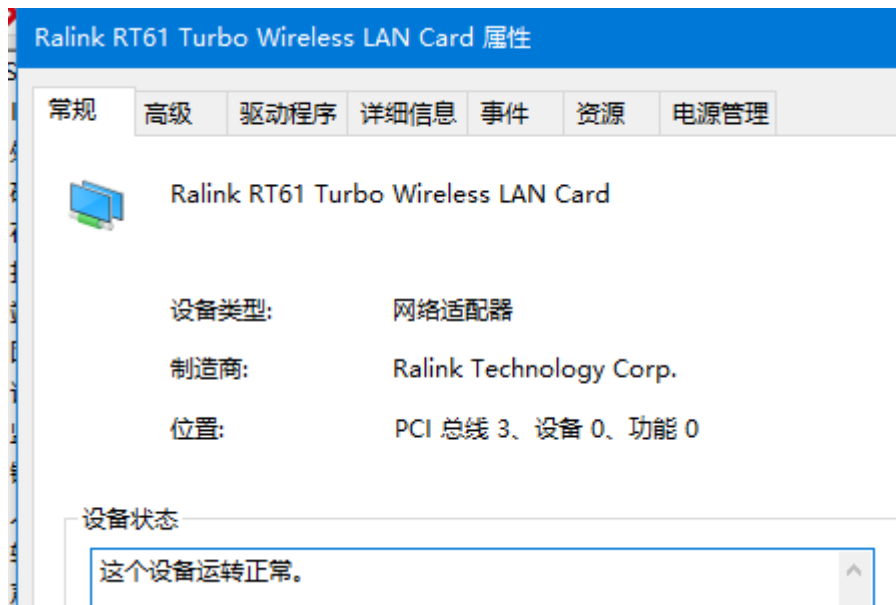 Ralink RT61 Turbo Wireless LAN Card 属性
常规 高级 驱动程序 详细信息 事件 资源 电源管理
Ralink RT61 Turbo Wireless LAN Card
设备类型: 网络适配器
制造商: Ralink Technology Corp.
位置: PCI 总线 3、设备 0、功能 0
设备状态
这个设备运转正常。